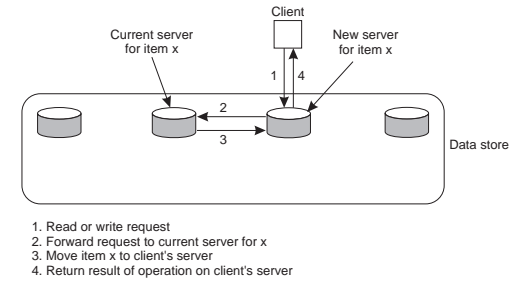 Client
Current server
for item x
New server
for item x
1
4
2
3
Data store
1. Read or write request
2. Forward request to current server for x
3. Move item x to client's server
4. Return result of operation on client's server